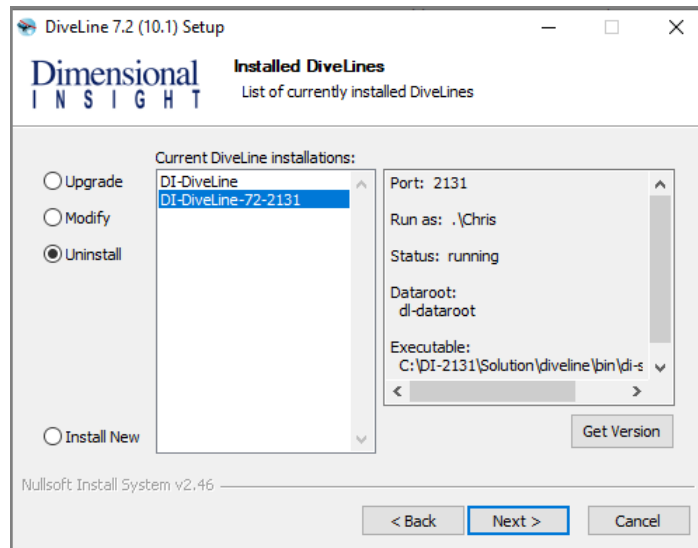 DiveLine 7.2 (10.1) Setup
Dimensional
INSIGHT
Installed DiveLines
List of currently installed DiveLines
Current DiveLine installations:
Upgrade
Modify
Uninstall
Install New
DI-DiveLine
DI-DiveLine-72-2131
Port: 2131
Run as: .\Chris
Status: running
Dataroot:
dl-dataroot
Executable:
C:\DI-2131\Solution\diveline\bin\di-s
Get Version
Nullsoft Install System v2.46
< Back
Next >
Cancel